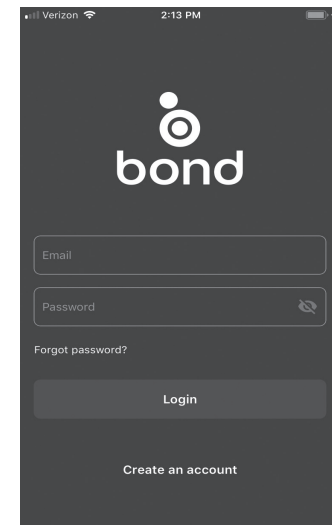 Verizon 2:13 PM
bond
Email
Password
Forgot password?
Login
Create an account